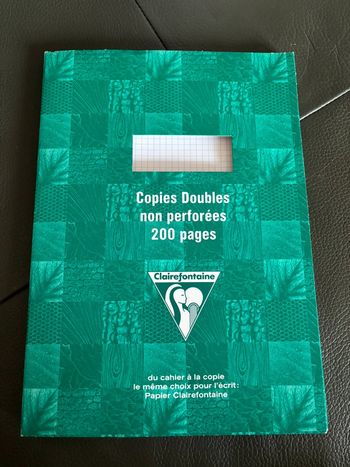 Copies Doubles
non perforées
200 pages
Clairefontaine
du cahier à la copie
le même choix pour l'écrit:
Papier Clairefontaine